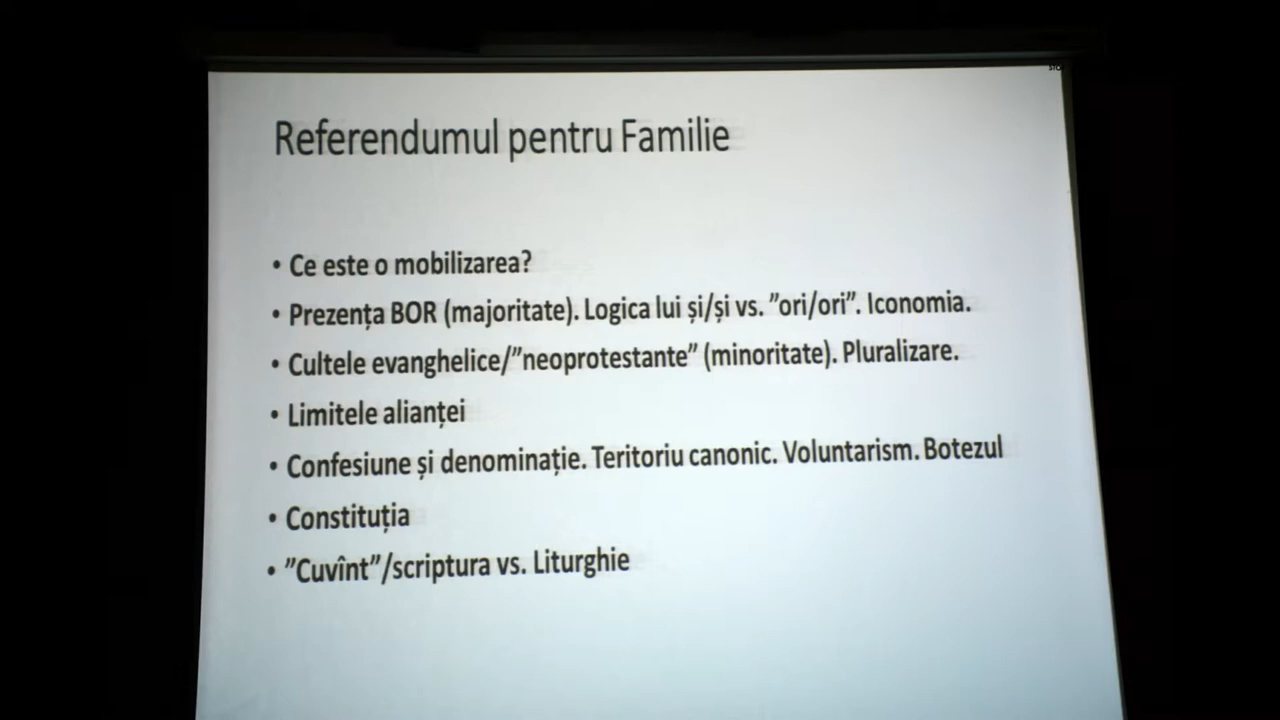 Referendumul pentru Familie
• Ce este o mobilizarea?
• Prezența BOR (majoritate). Logica lui și/și vs. ”ori/ori”. Iconomia.
• Cultele evanghelice/”neoprotestante” (minoritate). Pluralizare.
• Limitele alianței
• Confesiune și denominație. Teritoriu canonic. Voluntarism. Botezul
• Constituția
• ”Cuvînt”/scriptura vs. Liturghie